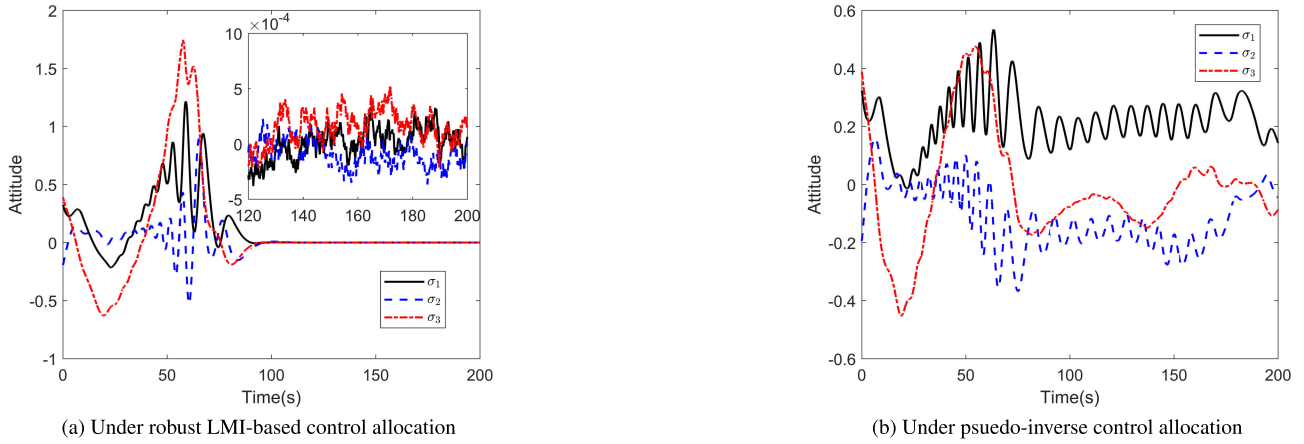 2
1.5
1
0.5
0
-0.5
-1
Attitude
0
50
100
150
200
Time(s)
×10⁻⁴
10
5
0
-5
120
140
160
180
200
σ₁
σ₂
σ₃
(a) Under robust LMI-based control allocation
0.6
0.4
0.2
0
-0.2
-0.4
-0.6
Attitude
0
50
100
150
200
Time(s)
σ₁
σ₂
σ₃
(b) Under psuedo-inverse control allocation